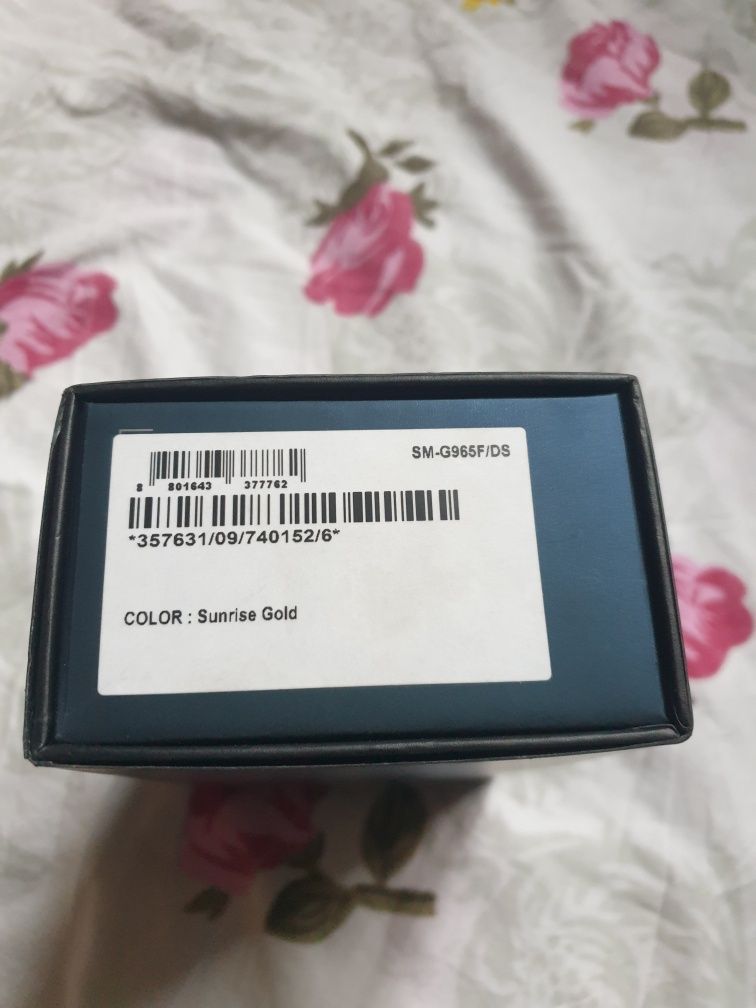 SM-G965F/DS
8 801643 377762
*357631/09/740152/6*
COLOR : Sunrise Gold